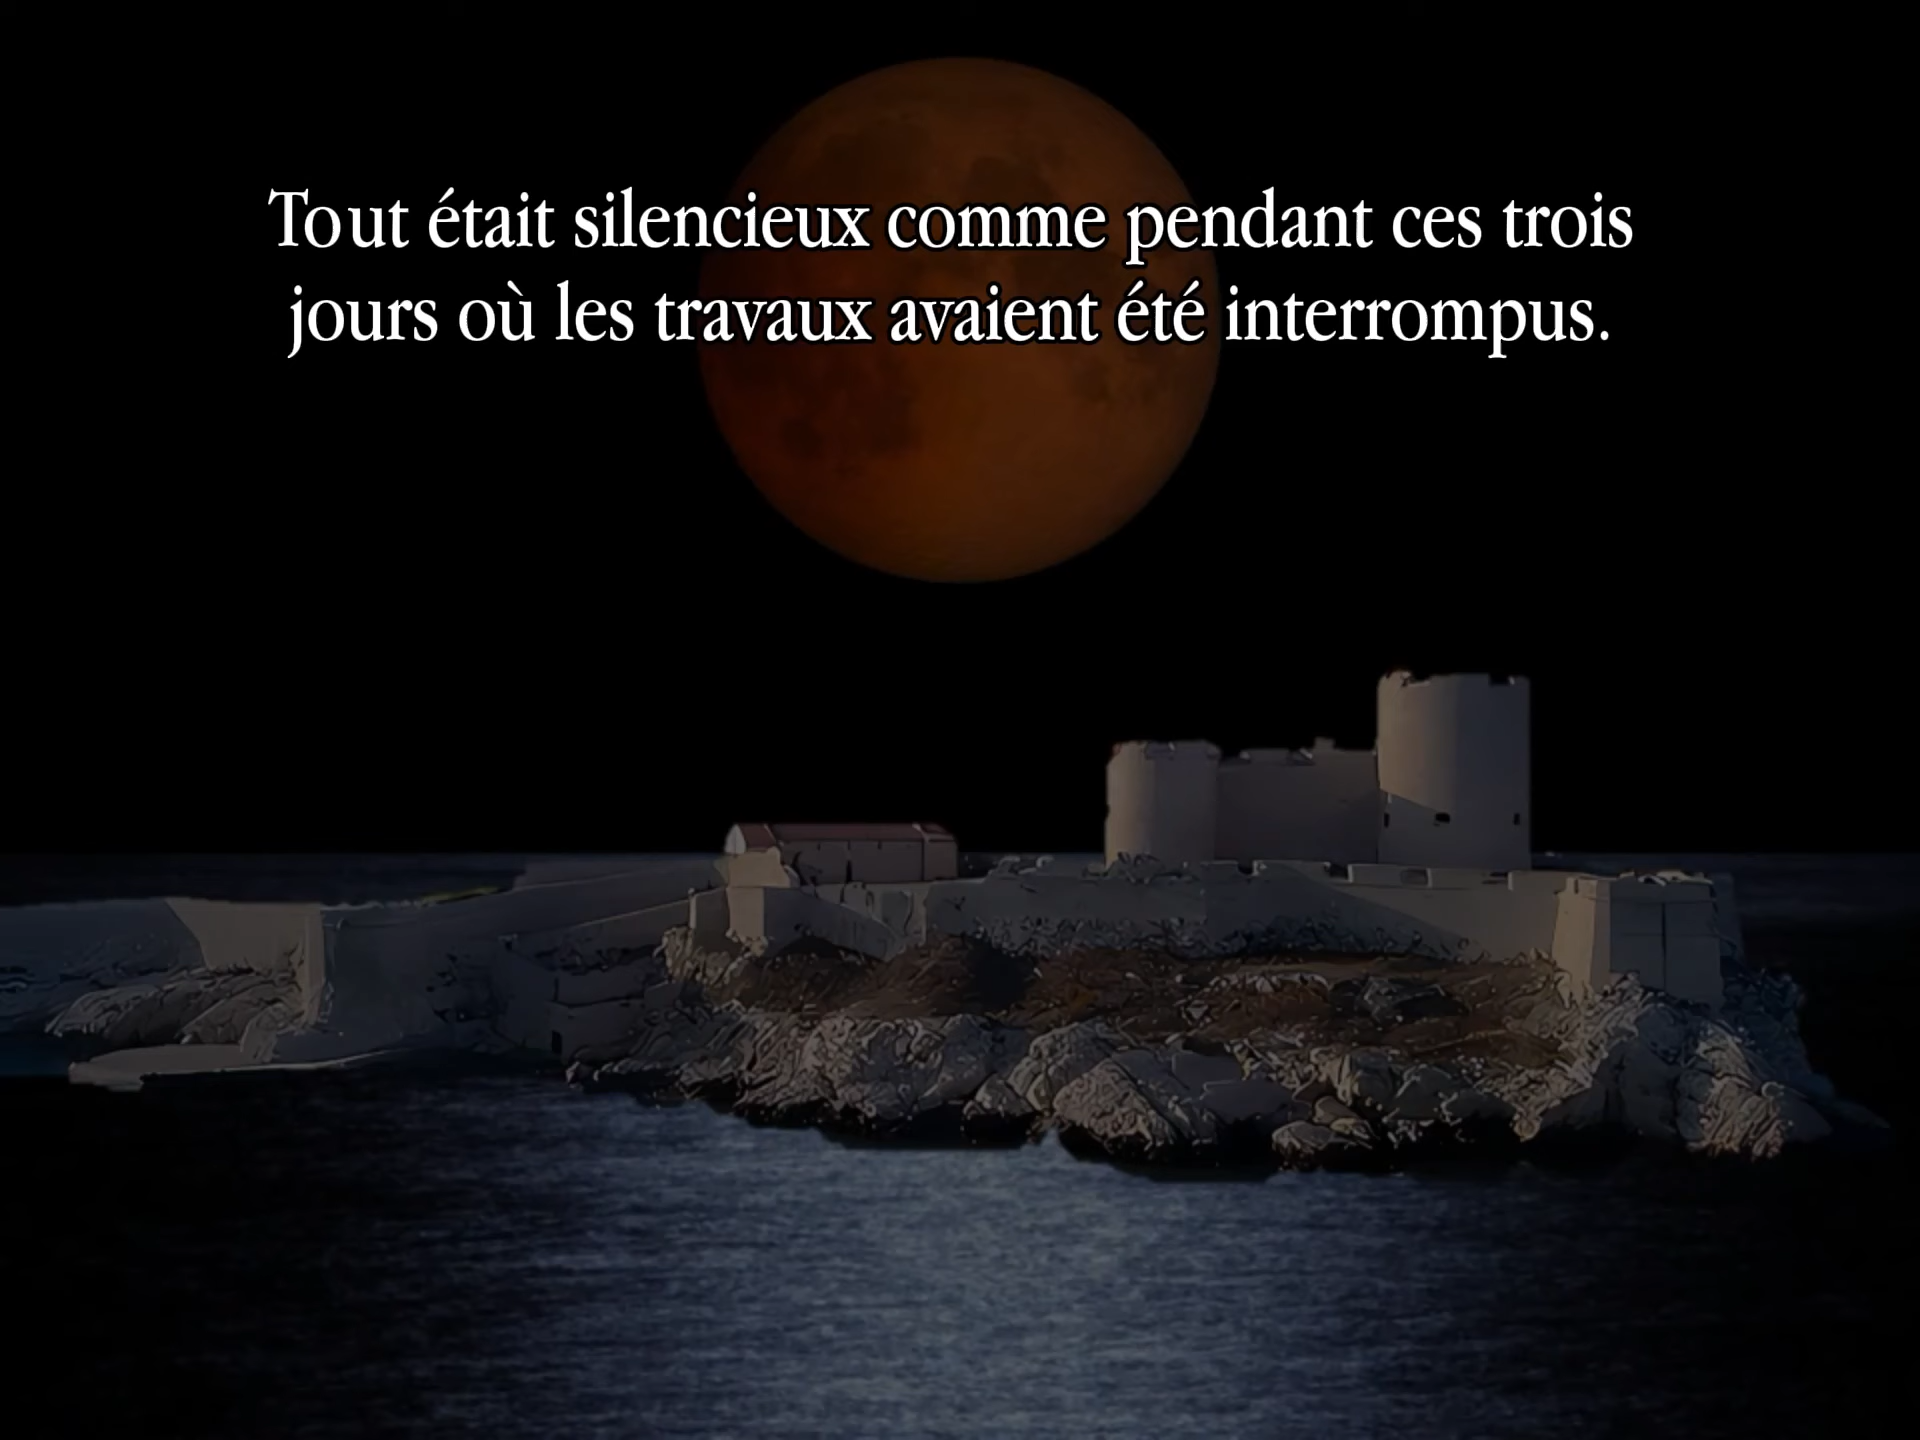 Tout était silencieux comme pendant ces trois
jours où les travaux avaient été interrompus.